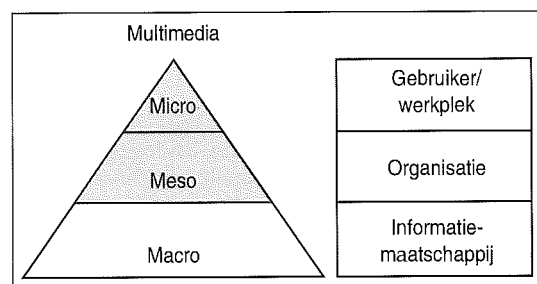 Multimedia
Micro
Meso
Macro
Gebruiker/
werkplek
Organisatie
Informatie-
maatschappij